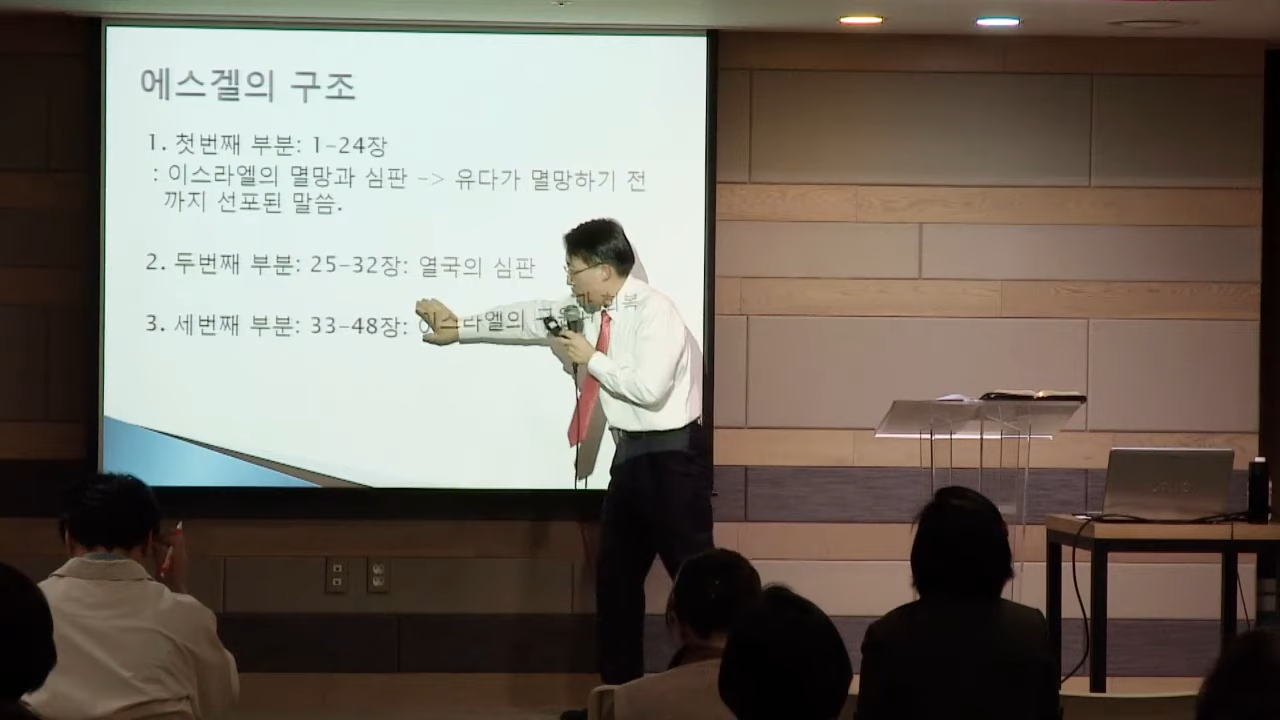 에스겔의 구조
1. 첫번째 부분: 1-24장
: 이스라엘의 멸망과 심판 -> 유다가 멸망하기 전
까지 선포된 말씀.
2. 두번째 부분: 25-32장: 열국의 심판
3. 세번째 부분: 33-48장: 이스라엘의 회복